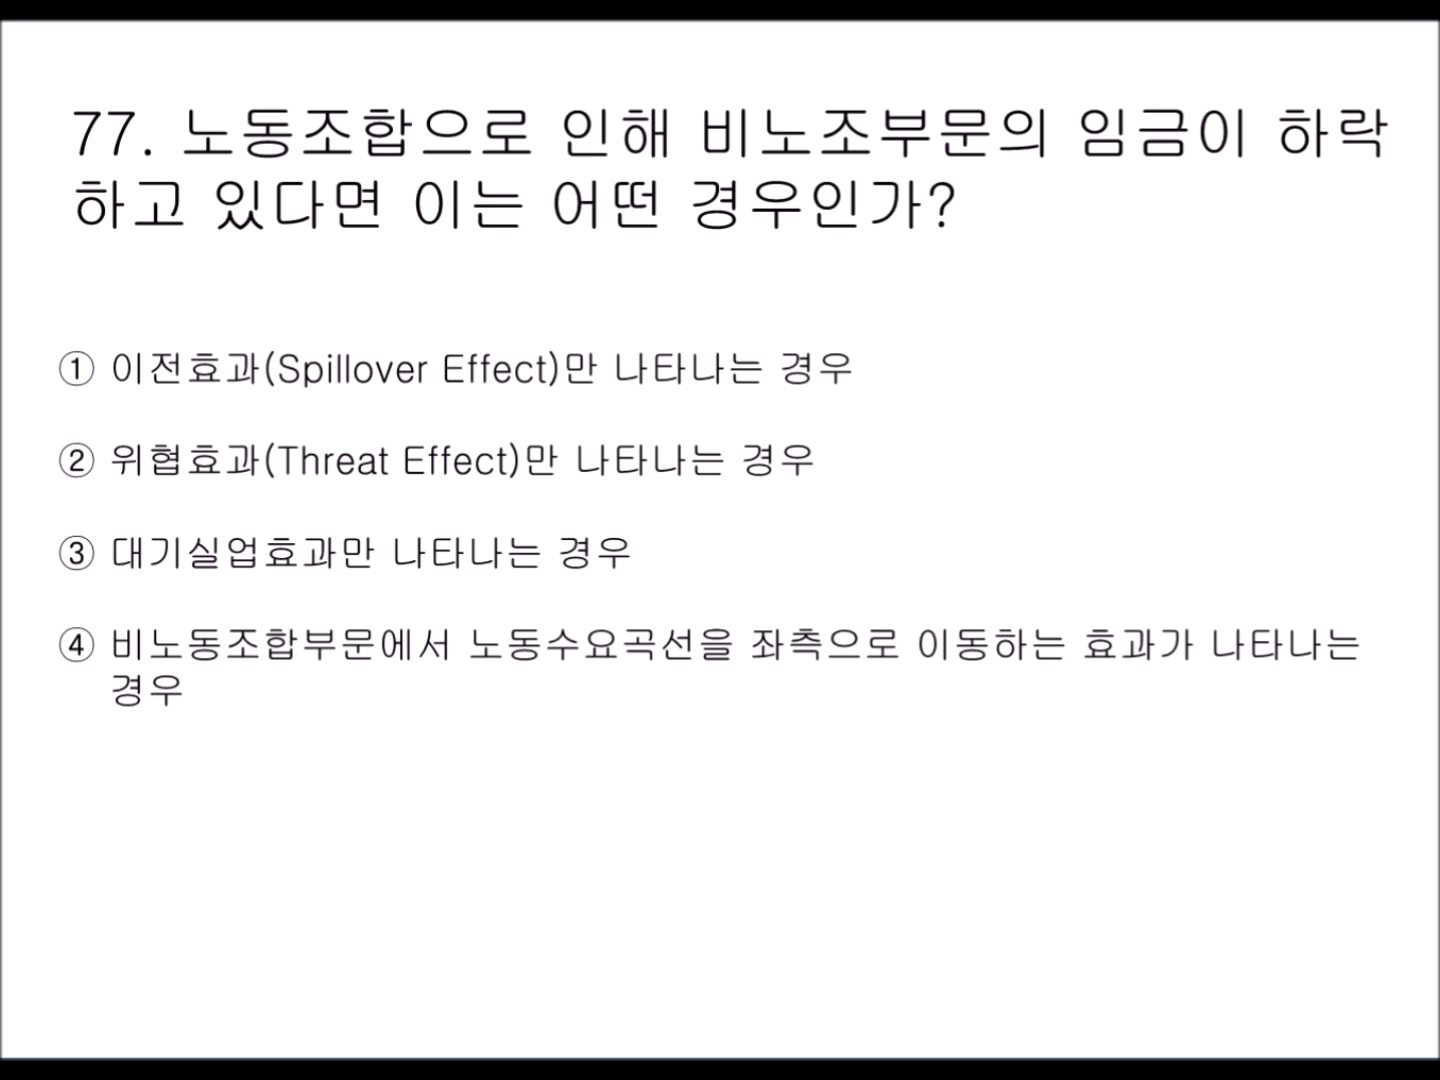 77. 노동조합으로 인해 비노조부문의 임금이 하락
하고 있다면 이는 어떤 경우인가?
① 이전효과(Spillover Effect)만 나타나는 경우
② 위협효과(Threat Effect)만 나타나는 경우
③ 대기실업효과만 나타나는 경우
④ 비노동조합부문에서 노동수요곡선을 좌측으로 이동하는 효과가 나타나는
경우